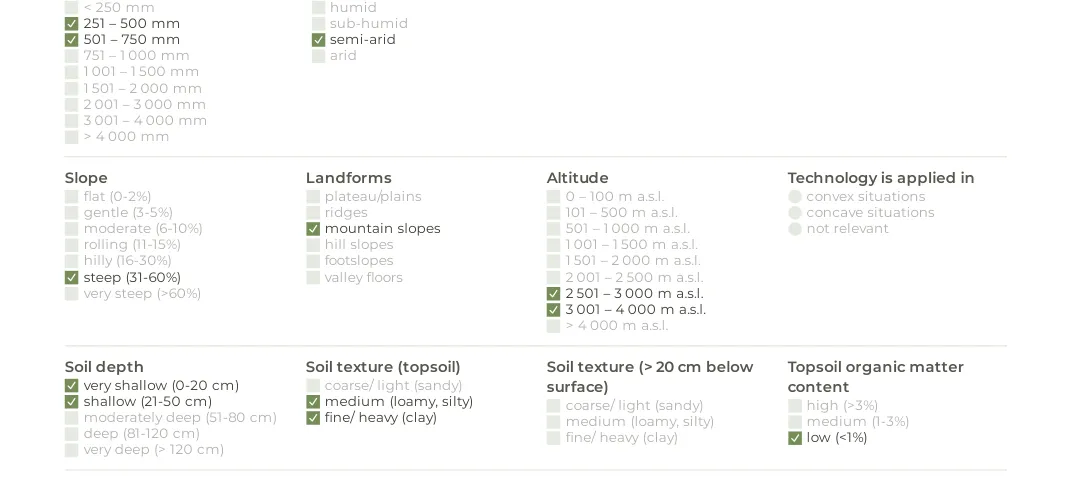 < 250 mm
251 – 500 mm
501 – 750 mm
751 – 1 000 mm
1 001 – 1 500 mm
1 501 – 2 000 mm
2 001 – 3 000 mm
3 001 – 4 000 mm
> 4 000 mm
humid
sub-humid
semi-arid
arid
Slope
flat (0-2%)
gentle (3-5%)
moderate (6-10%)
rolling (11-15%)
hilly (16-30%)
steep (31-60%)
very steep (>60%)
Landforms
plateau/plains
ridges
mountain slopes
hill slopes
footslopes
valley floors
Altitude
0 – 100 m a.s.l.
101 – 500 m a.s.l.
501 – 1 000 m a.s.l.
1 001 – 1 500 m a.s.l.
1 501 – 2 000 m a.s.l.
2 001 – 2 500 m a.s.l.
2 501 – 3 000 m a.s.l.
3 001 – 4 000 m a.s.l.
> 4 000 m a.s.l.
Technology is applied in
convex situations
concave situations
not relevant
Soil depth
very shallow (0-20 cm)
shallow (21-50 cm)
moderately deep (51-80 cm)
deep (81-120 cm)
very deep (> 120 cm)
Soil texture (topsoil)
coarse/ light (sandy)
medium (loamy, silty)
fine/ heavy (clay)
Soil texture (> 20 cm below
surface)
coarse/ light (sandy)
medium (loamy, silty)
fine/ heavy (clay)
Topsoil organic matter
content
high (>3%)
medium (1-3%)
low (<1%)